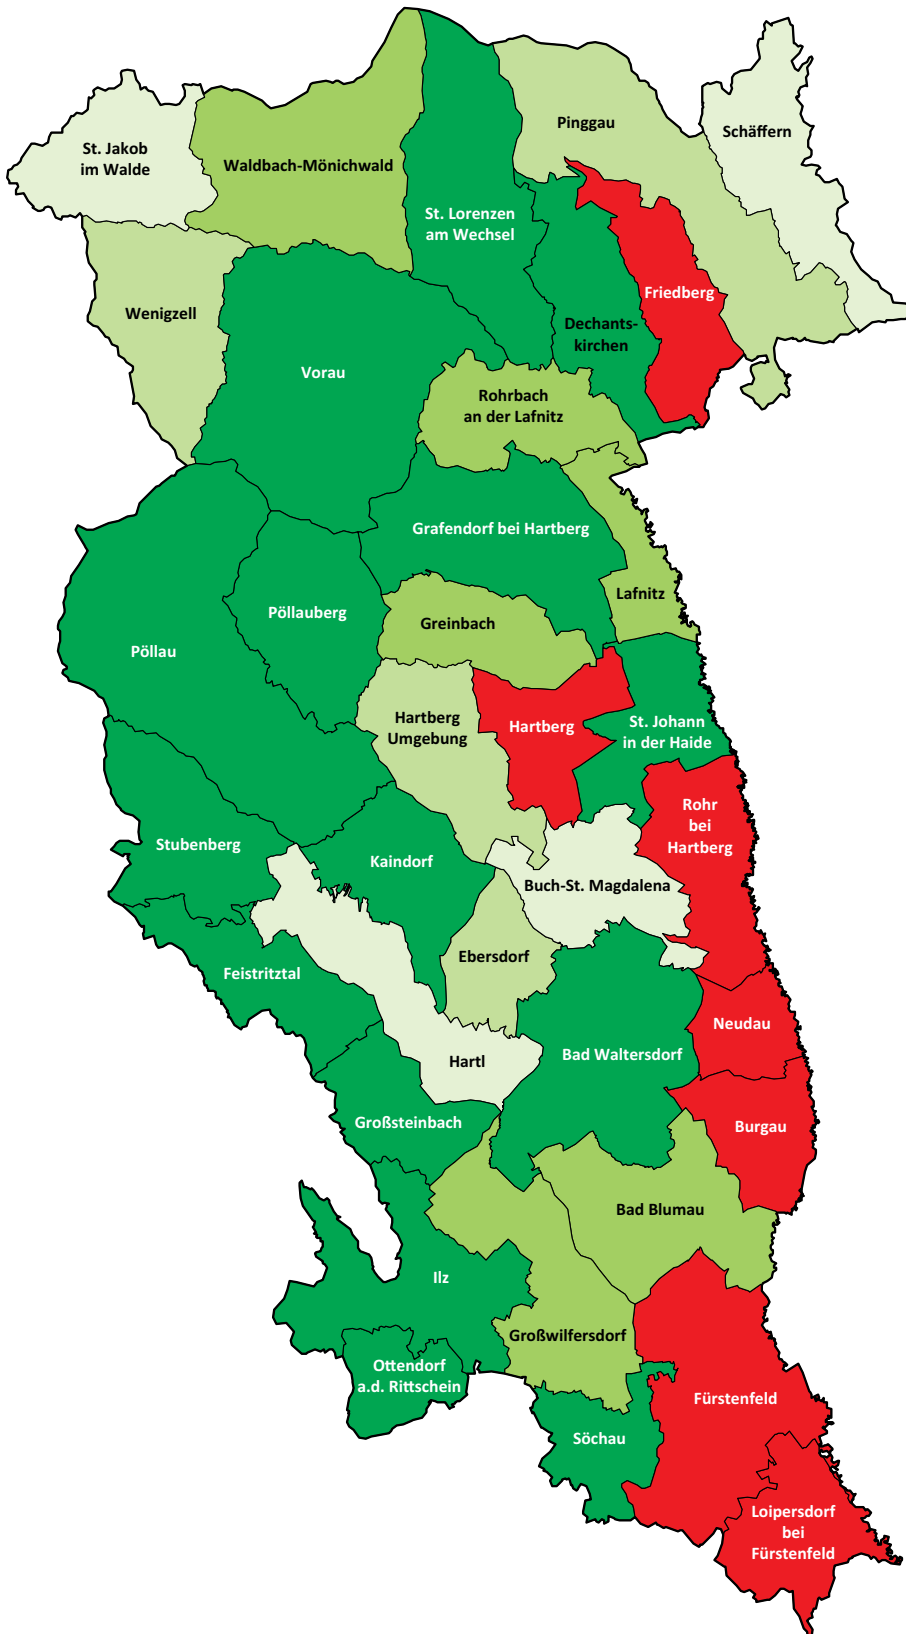 Pinggau
Schäffern
St. Jakob
im Walde
Waldbach-Mönichwald
St. Lorenzen
am Wechsel
Friedberg
Wenigzell
Dechants-
kirchen
Vorau
Rohrbach
an der Lafnitz
Grafendorf bei Hartberg
Lafnitz
Pöllauberg
Greinbach
Pöllau
Hartberg
Umgebung
Hartberg
St. Johann
in der Haide
Rohr
bei
Hartberg
Stubenberg
Kaindorf
Buch-St. Magdalena
Ebersdorf
Feistritztal
Neudau
Hartl
Bad Waltersdorf
Großsteinbach
Burgau
Bad Blumau
Ilz
Großwilfersdorf
Ottendorf
a.d. Rittschein
Fürstenfeld
Söchau
Loipersdorf
bei
Fürstenfeld